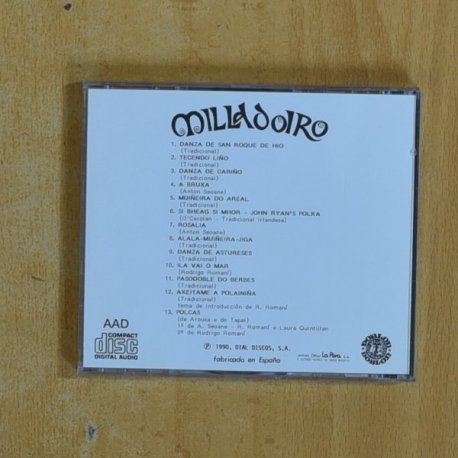 MILLADOIRO
1. DANZA DE SAN ROQUE DE HIO
(Tradicional)
2. TECENDO LIÑO
(Tradicional)
3. DANZA DE CARIÑO
(Tradicional)
4. A BRUXA
(Anton Seoane)
5. MUIÑEIRA DO AREAL
(Tradicional)
6. SI BHEAG SI MHOR - JOHN RYAN'S POLKA
(O'Carolan - Tradicional irlandesa)
7. ROSALIA
(Anton Seoane)
8. ALALA-MUIÑEIRA-JIGA
(Tradicional)
9. DANZA DE ASTURESES
(Tradicional)
10. ILA VAI O MAR
(Rodrigo Romaní)
11. PASODOBLE DO BERBES
(Tradicional)
12. AXEITAME A POLAINIÑA
(Tradicional)
tema de introducción de R. Romaní
13. POLCAS
(de Arousa e do Tapal)
1ª de A. Seoane - R. Romaní e Laura Quintillan
2ª de Rodrigo Romaní
AAD
COMPACT
disc
DIGITAL AUDIO
Ⓟ 1990, DIAL DISCOS, S.A.
fabricado en España
La Flora